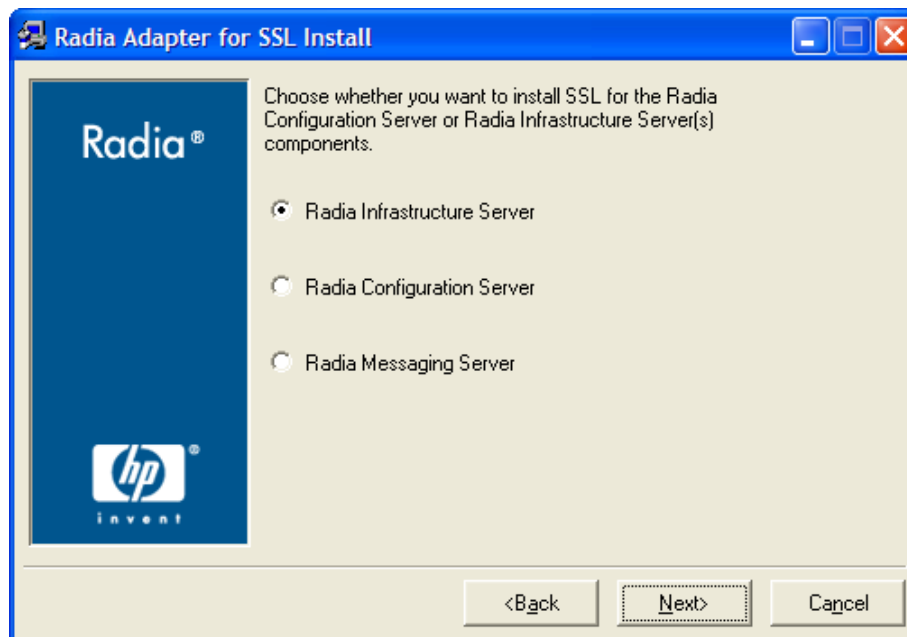 Radia Adapter for SSL Install
Radia®
Choose whether you want to install SSL for the Radia
Configuration Server or Radia Infrastructure Server(s)
components.
Radia Infrastructure Server
Radia Configuration Server
Radia Messaging Server
hp®
invent
<Back
Next>
Cancel